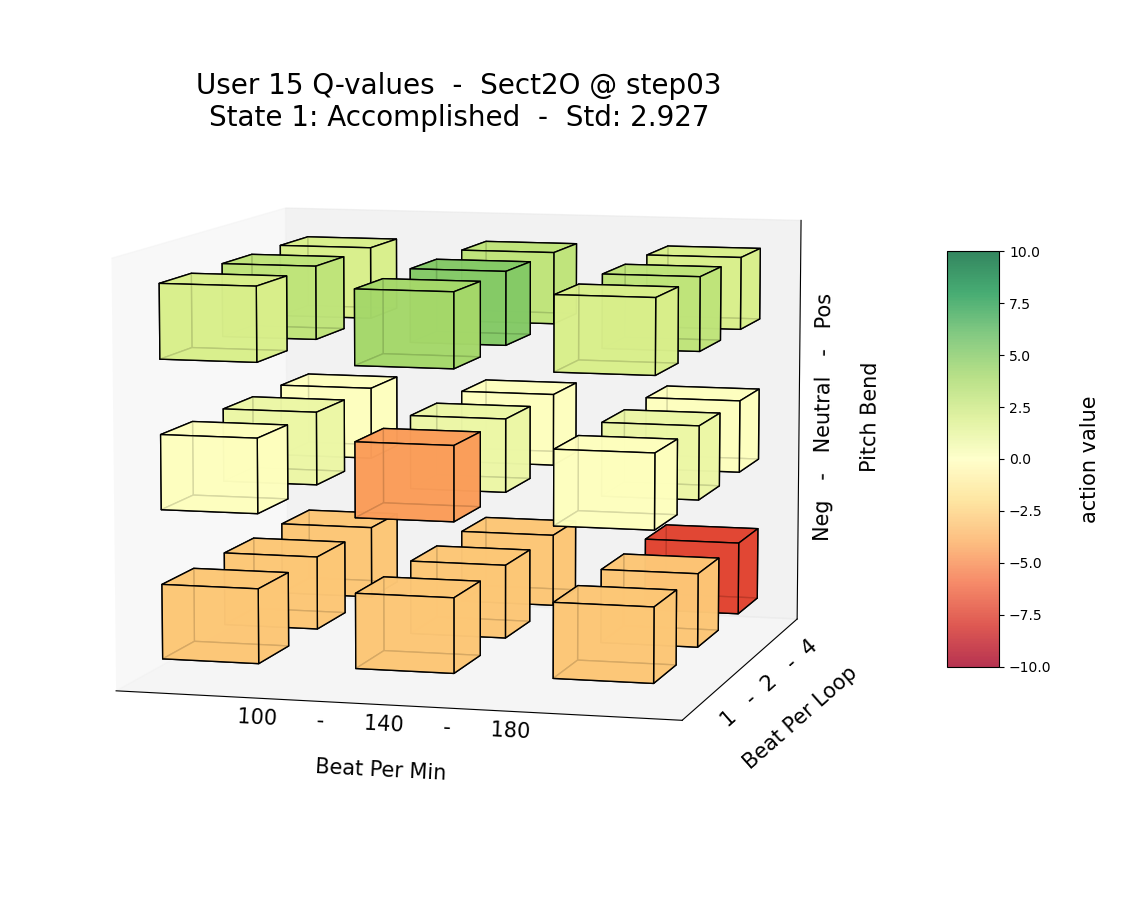 User 15 Q-values - Sect2O @ step03
State 1: Accomplished - Std: 2.927
Neg - Neutral - Pos
Pitch Bend
100 - 140 - 180
Beat Per Min
1 - 2 - 4
Beat Per Loop
10.0
7.5
5.0
2.5
0.0
−2.5
−5.0
−7.5
−10.0
action value